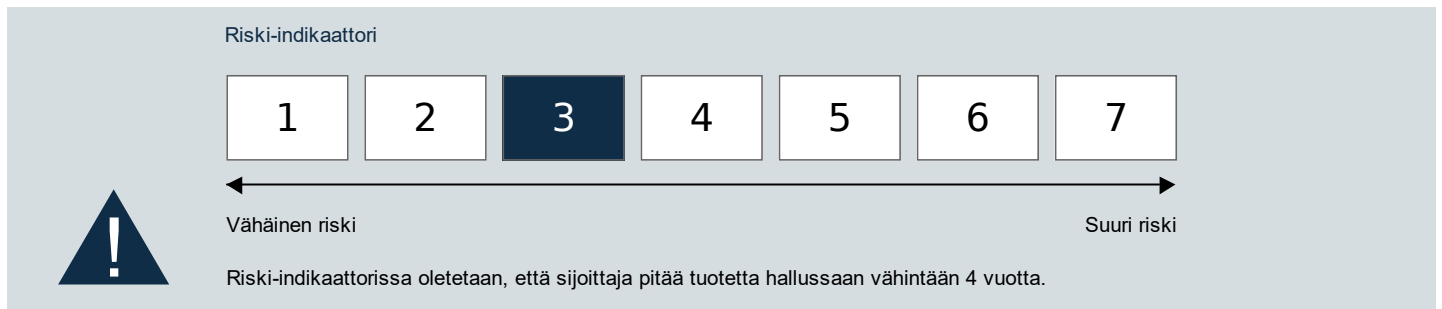 Riski-indikaattori
1 2 3 4 5 6 7
Vähäinen riski Suuri riski
!
Riski-indikaattorissa oletetaan, että sijoittaja pitää tuotetta hallussaan vähintään 4 vuotta.